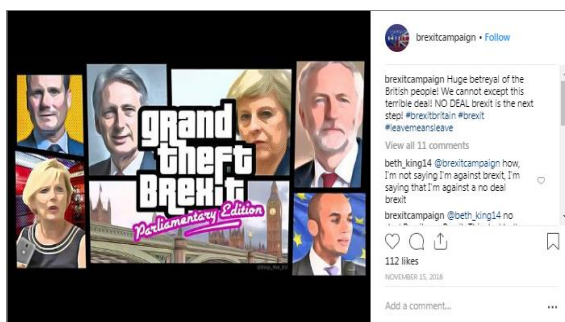 grand
theft
BREXIT
Parliamentary Edition
@Stop_the_EU
brexitcampaign • Follow
brexitcampaign Huge betreyal of the
British people! We cannot except this
terrible deal! NO DEAL brexit is the next
step! #brexitbritain #brexit
#leavemeansleave
View all 11 comments
beth_king14 @brexitcampaign how,
I'm not saying I'm against brexit, I'm
saying that I'm against a no deal
brexit
brexitcampaign @beth_king14 no
112 likes
NOVEMBER 15, 2018
Add a comment...